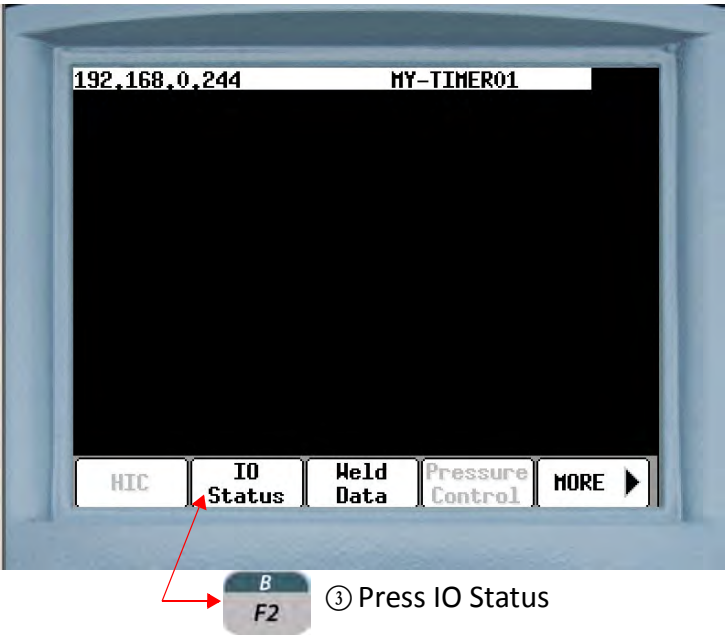 192.168.0.244 MY-TIMER01
HIC
IO
Status
Weld
Data
Pressure
Control
MORE
B
F2
③ Press IO Status